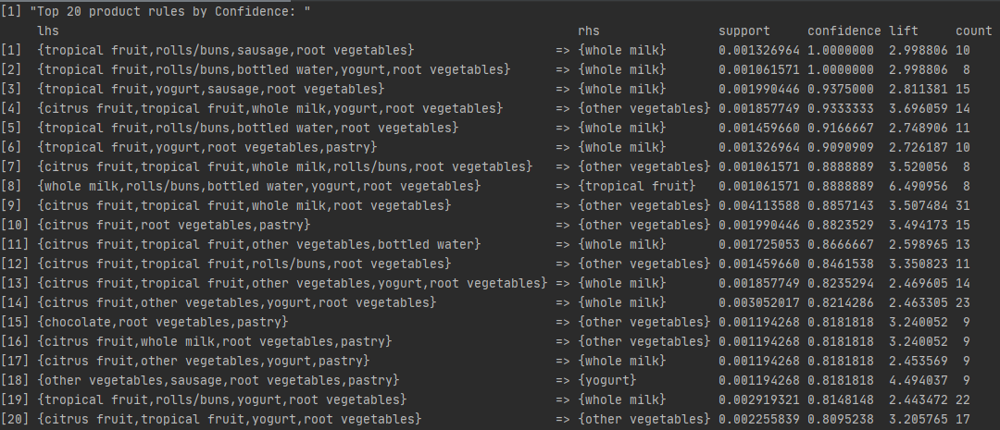 [1] "Top 20 product rules by Confidence: "
     lhs                                                                   rhs                support     confidence lift     count
[1]  {tropical fruit,rolls/buns,sausage,root vegetables}                => {whole milk}       0.001326964 1.0000000  2.998806 10
[2]  {tropical fruit,rolls/buns,bottled water,yogurt,root vegetables}   => {whole milk}       0.001061571 1.0000000  2.998806  8
[3]  {tropical fruit,yogurt,sausage,root vegetables}                    => {whole milk}       0.001990446 0.9375000  2.811381 15
[4]  {citrus fruit,tropical fruit,whole milk,yogurt,root vegetables}    => {other vegetables} 0.001857749 0.9333333  3.696059 14
[5]  {tropical fruit,rolls/buns,bottled water,root vegetables}          => {whole milk}       0.001459660 0.9166667  2.748906 11
[6]  {tropical fruit,yogurt,root vegetables,pastry}                     => {whole milk}       0.001326964 0.9090909  2.726187 10
[7]  {citrus fruit,tropical fruit,whole milk,rolls/buns,root vegetables}   => {other vegetables} 0.001061571 0.8888889  3.520056  8
[8]  {whole milk,rolls/buns,bottled water,yogurt,root vegetables}       => {tropical fruit}   0.001061571 0.8888889  6.490956  8
[9]  {citrus fruit,tropical fruit,whole milk,root vegetables}           => {other vegetables} 0.004113588 0.8857143  3.507484 31
[10] {citrus fruit,root vegetables,pastry}                              => {other vegetables} 0.001990446 0.8823529  3.494173 15
[11] {citrus fruit,tropical fruit,other vegetables,bottled water}       => {whole milk}       0.001725053 0.8666667  2.598965 13
[12] {citrus fruit,tropical fruit,rolls/buns,root vegetables}           => {other vegetables} 0.001459660 0.8461538  3.350823 11
[13] {citrus fruit,tropical fruit,other vegetables,yogurt,root vegetables} => {whole milk}       0.001857749 0.8235294  2.469605 14
[14] {citrus fruit,other vegetables,yogurt,root vegetables}             => {whole milk}       0.003052017 0.8214286  2.463305 23
[15] {chocolate,root vegetables,pastry}                                 => {other vegetables} 0.001194268 0.8181818  3.240052  9
[16] {citrus fruit,whole milk,root vegetables,pastry}                   => {other vegetables} 0.001194268 0.8181818  3.240052  9
[17] {citrus fruit,other vegetables,yogurt,pastry}                      => {whole milk}       0.001194268 0.8181818  2.453569  9
[18] {other vegetables,sausage,root vegetables,pastry}                  => {yogurt}           0.001194268 0.8181818  4.494037  9
[19] {tropical fruit,rolls/buns,yogurt,root vegetables}                 => {whole milk}       0.002919321 0.8148148  2.443472 22
[20] {citrus fruit,tropical fruit,yogurt,root vegetables}               => {other vegetables} 0.002255839 0.8095238  3.205765 17